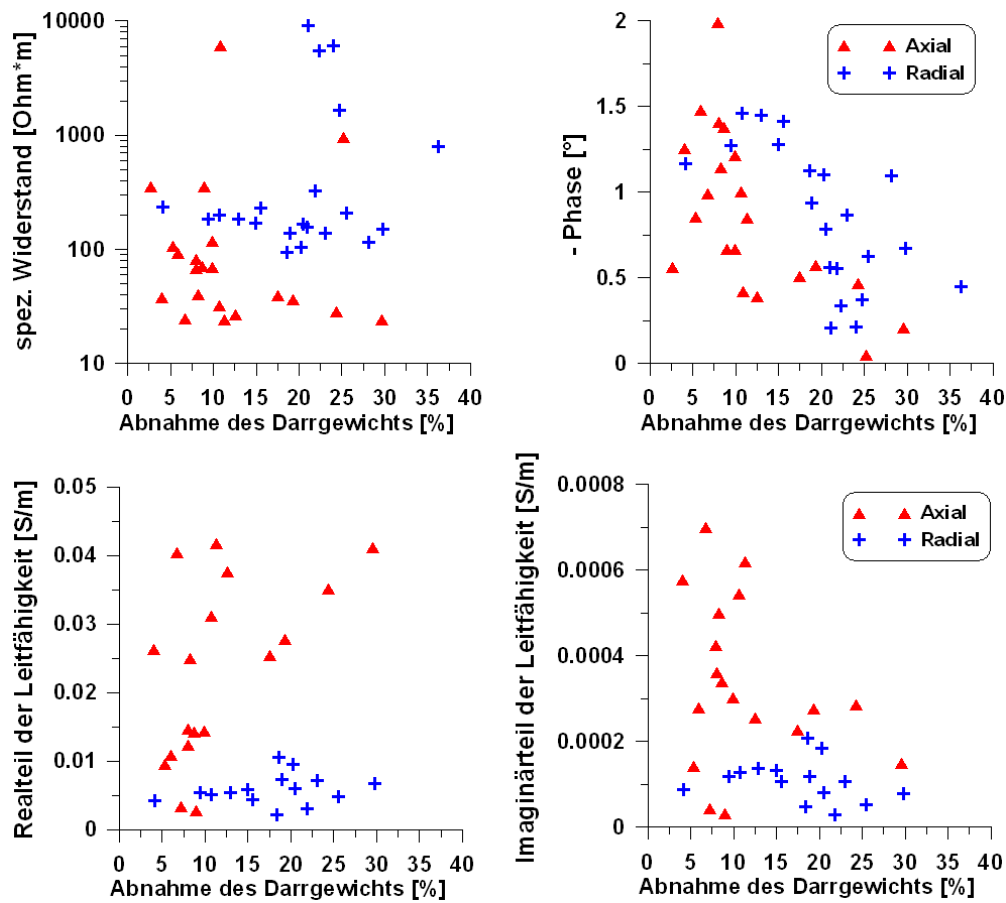 spez. Widerstand [Ohm*m]
10000
1000
100
10
0 5 10 15 20 25 30 35 40
Abnahme des Darrgewichts [%]
- Phase [°]
2
1.5
1
0.5
0
Axial
Radial
0 5 10 15 20 25 30 35 40
Abnahme des Darrgewichts [%]
Realteil der Leitfähigkeit [S/m]
0.05
0.04
0.03
0.02
0.01
0
0 5 10 15 20 25 30 35 40
Abnahme des Darrgewichts [%]
Imaginärteil der Leitfähigkeit [S/m]
0.0008
0.0006
0.0004
0.0002
0
Axial
Radial
0 5 10 15 20 25 30 35 40
Abnahme des Darrgewichts [%]